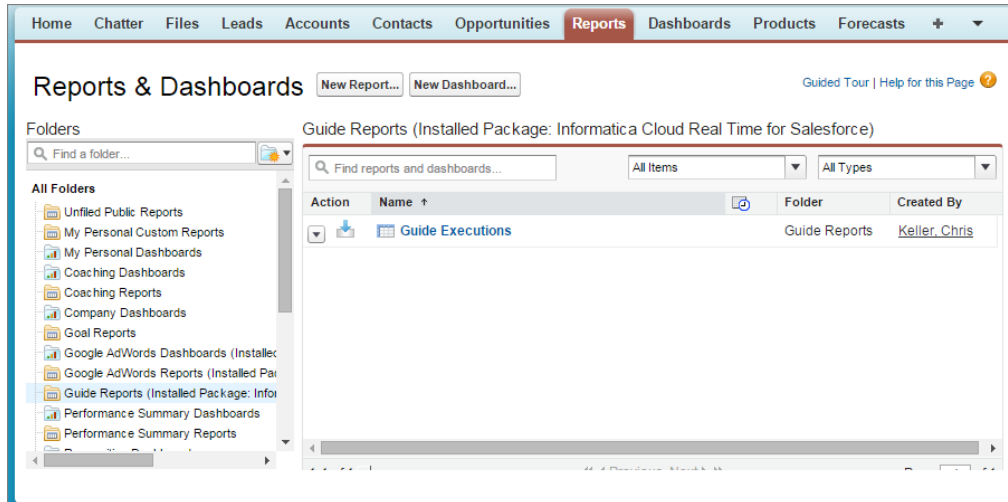 Home Chatter Files Leads Accounts Contacts Opportunities Reports Dashboards Products Forecasts +
Reports & Dashboards New Report... New Dashboard... Guided Tour | Help for this Page ?
Folders
Find a folder...
All Folders
Unfiled Public Reports
My Personal Custom Reports
My Personal Dashboards
Coaching Dashboards
Coaching Reports
Company Dashboards
Goal Reports
Google AdWords Dashboards (Installed
Google AdWords Reports (Installed Pac
Guide Reports (Installed Package: Infor
Performance Summary Dashboards
Performance Summary Reports
Guide Reports (Installed Package: Informatica Cloud Real Time for Salesforce)
Find reports and dashboards... All Items All Types
Action Name ↑ Folder Created By
Guide Executions Guide Reports Keller, Chris